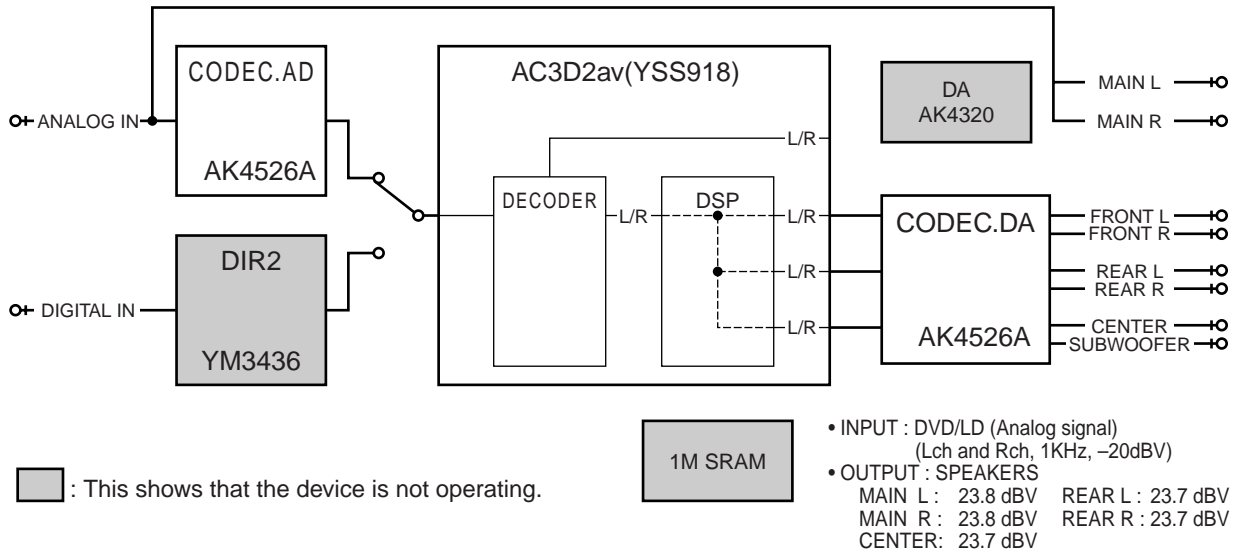 CODEC.AD
AK4526A
ANALOG IN
DIR2
YM3436
DIGITAL IN
AC3D2av(YSS918)
DECODER
L/R
L/R
DSP
L/R
L/R
L/R
DA
AK4320
MAIN L
MAIN R
CODEC.DA
AK4526A
FRONT L
FRONT R
REAR L
REAR R
CENTER
SUBWOOFER
1M SRAM
: This shows that the device is not operating.
• INPUT : DVD/LD (Analog signal)
(Lch and Rch, 1KHz, –20dBV)
• OUTPUT : SPEAKERS
MAIN L : 23.8 dBV REAR L : 23.7 dBV
MAIN R : 23.8 dBV REAR R : 23.7 dBV
CENTER: 23.7 dBV